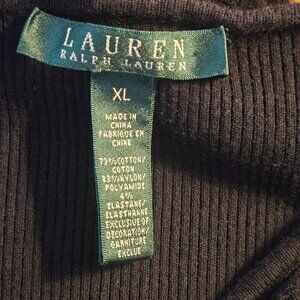 LAUREN
RALPH LAUREN
XL
MADE IN
CHINA
FABRIQUE EN
CHINE
73%COTTON/
COTON
23%NYLON/
POLYAMIDE
4%
ELASTANE/
ELASTHANNE
EXCLUSIVE OF
DECORATION/
GARNITURE
EXCLUE